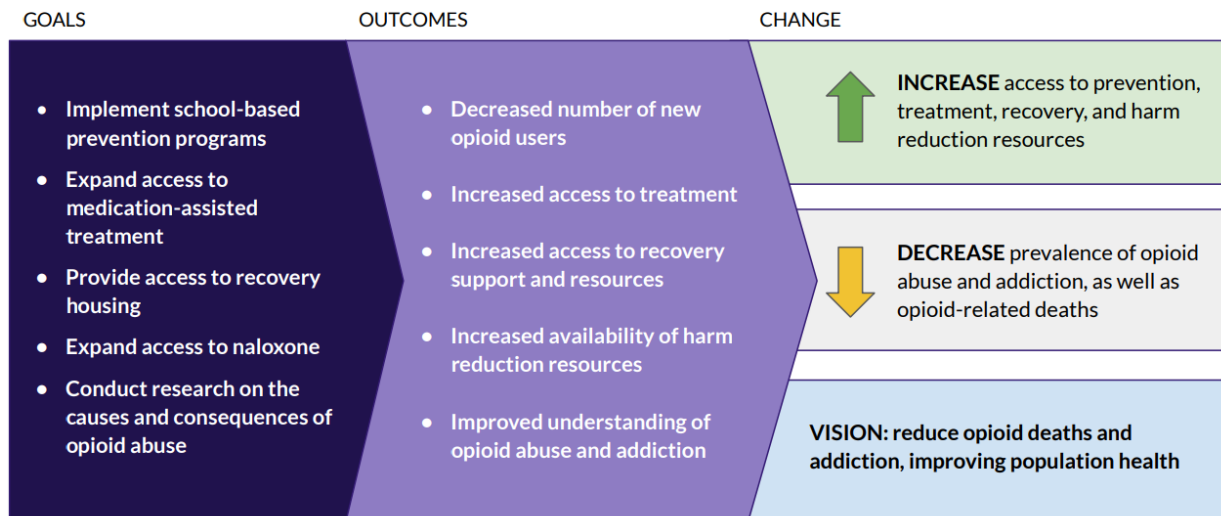 GOALS
OUTCOMES
CHANGE
● Implement school-based
prevention programs
● Expand access to
medication-assisted
treatment
● Provide access to recovery
housing
● Expand access to naloxone
● Conduct research on the
causes and consequences of
opioid abuse
● Decreased number of new
opioid users
● Increased access to treatment
● Increased access to recovery
support and resources
● Increased availability of harm
reduction resources
● Improved understanding of
opioid abuse and addiction
INCREASE access to prevention,
treatment, recovery, and harm
reduction resources
DECREASE prevalence of opioid
abuse and addiction, as well as
opioid-related deaths
VISION: reduce opioid deaths and
addiction, improving population health